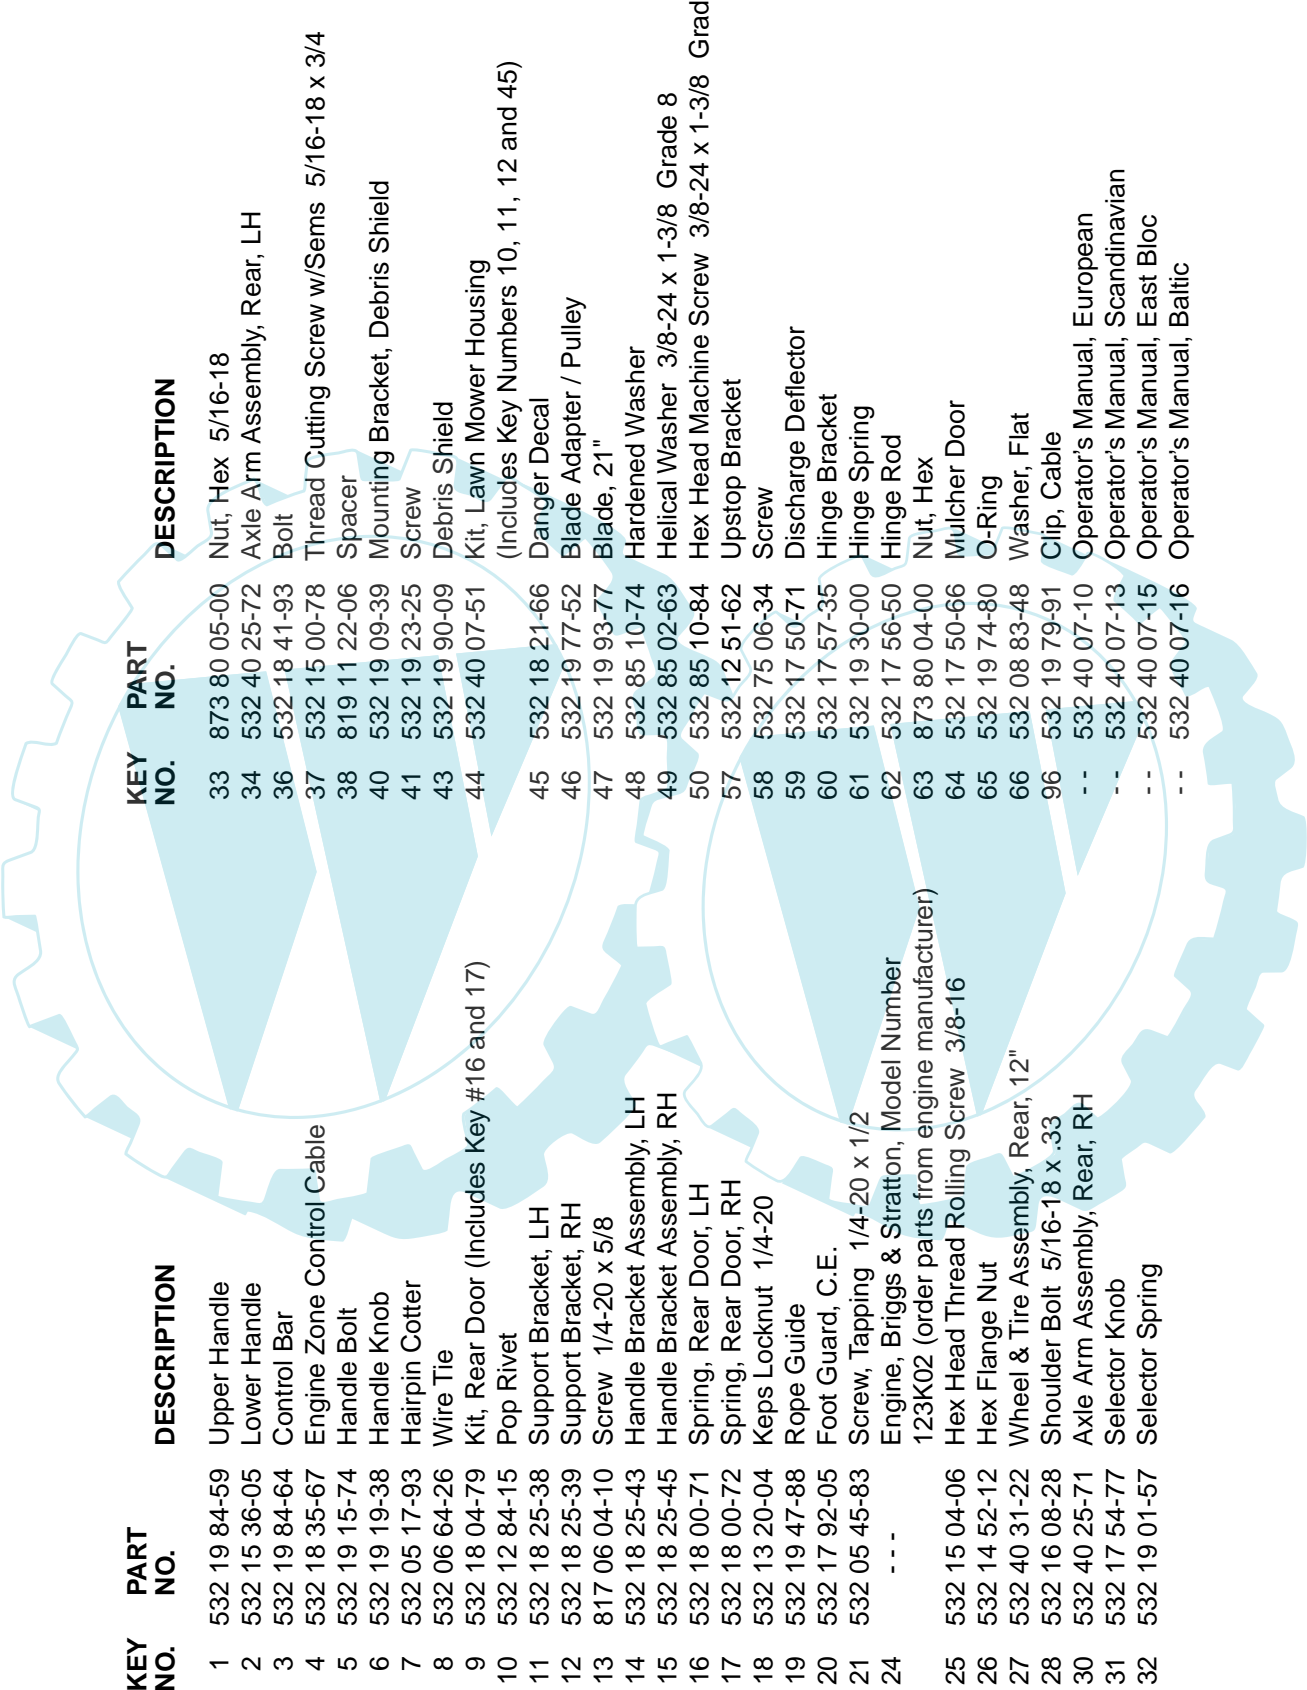 KEY PART
NO. NO. DESCRIPTION
1 532 19 84-59 Upper Handle
2 532 15 36-05 Lower Handle
3 532 19 84-64 Control Bar
4 532 18 35-67 Engine Zone Control Cable
5 532 19 15-74 Handle Bolt
6 532 19 19-38 Handle Knob
7 532 05 17-93 Hairpin Cotter
8 532 06 64-26 Wire Tie
9 532 18 04-79 Kit, Rear Door (Includes Key #16 and 17)
10 532 12 84-15 Pop Rivet
11 532 18 25-38 Support Bracket, LH
12 532 18 25-39 Support Bracket, RH
13 817 06 04-10 Screw 1/4-20 x 5/8
14 532 18 25-43 Handle Bracket Assembly, LH
15 532 18 25-45 Handle Bracket Assembly, RH
16 532 18 00-71 Spring, Rear Door, LH
17 532 18 00-72 Spring, Rear Door, RH
18 532 13 20-04 Keps Locknut 1/4-20
19 532 19 47-88 Rope Guide
20 532 17 92-05 Foot Guard, C.E.
21 532 05 45-83 Screw, Tapping 1/4-20 x 1/2
24 - - - Engine, Briggs & Stratton, Model Number
123K02 (order parts from engine manufacturer)
25 532 15 04-06 Hex Head Thread Rolling Screw 3/8-16
26 532 14 52-12 Hex Flange Nut
27 532 40 31-22 Wheel & Tire Assembly, Rear, 12"
28 532 16 08-28 Shoulder Bolt 5/16-18 x .33
30 532 40 25-71 Axle Arm Assembly, Rear, RH
31 532 17 54-77 Selector Knob
32 532 19 01-57 Selector Spring
KEY PART
NO. NO. DESCRIPTION
33 873 80 05-00 Nut, Hex 5/16-18
34 532 40 25-72 Axle Arm Assembly, Rear, LH
36 532 18 41-93 Bolt
37 532 15 00-78 Thread Cutting Screw w/Sems 5/16-18 x 3/4
38 819 11 22-06 Spacer
40 532 19 09-39 Mounting Bracket, Debris Shield
41 532 19 23-25 Screw
43 532 19 90-09 Debris Shield
44 532 40 07-51 Kit, Lawn Mower Housing
(Includes Key Numbers 10, 11, 12 and 45)
45 532 18 21-66 Danger Decal
46 532 19 77-52 Blade Adapter / Pulley
47 532 19 93-77 Blade, 21"
48 532 85 10-74 Hardened Washer
49 532 85 02-63 Helical Washer 3/8-24 x 1-3/8 Grade 8
50 532 85 10-84 Hex Head Machine Screw 3/8-24 x 1-3/8 Grad
57 532 12 51-62 Upstop Bracket
58 532 75 06-34 Screw
59 532 17 50-71 Discharge Deflector
60 532 17 57-35 Hinge Bracket
61 532 19 30-00 Hinge Spring
62 532 17 56-50 Hinge Rod
63 873 80 04-00 Nut, Hex
64 532 17 50-66 Mulcher Door
65 532 19 74-80 O-Ring
66 532 08 83-48 Washer, Flat
96 532 19 79-91 Clip, Cable
- - 532 40 07-10 Operator's Manual, European
- - 532 40 07-13 Operator's Manual, Scandinavian
- - 532 40 07-15 Operator's Manual, East Bloc
- - 532 40 07-16 Operator's Manual, Baltic